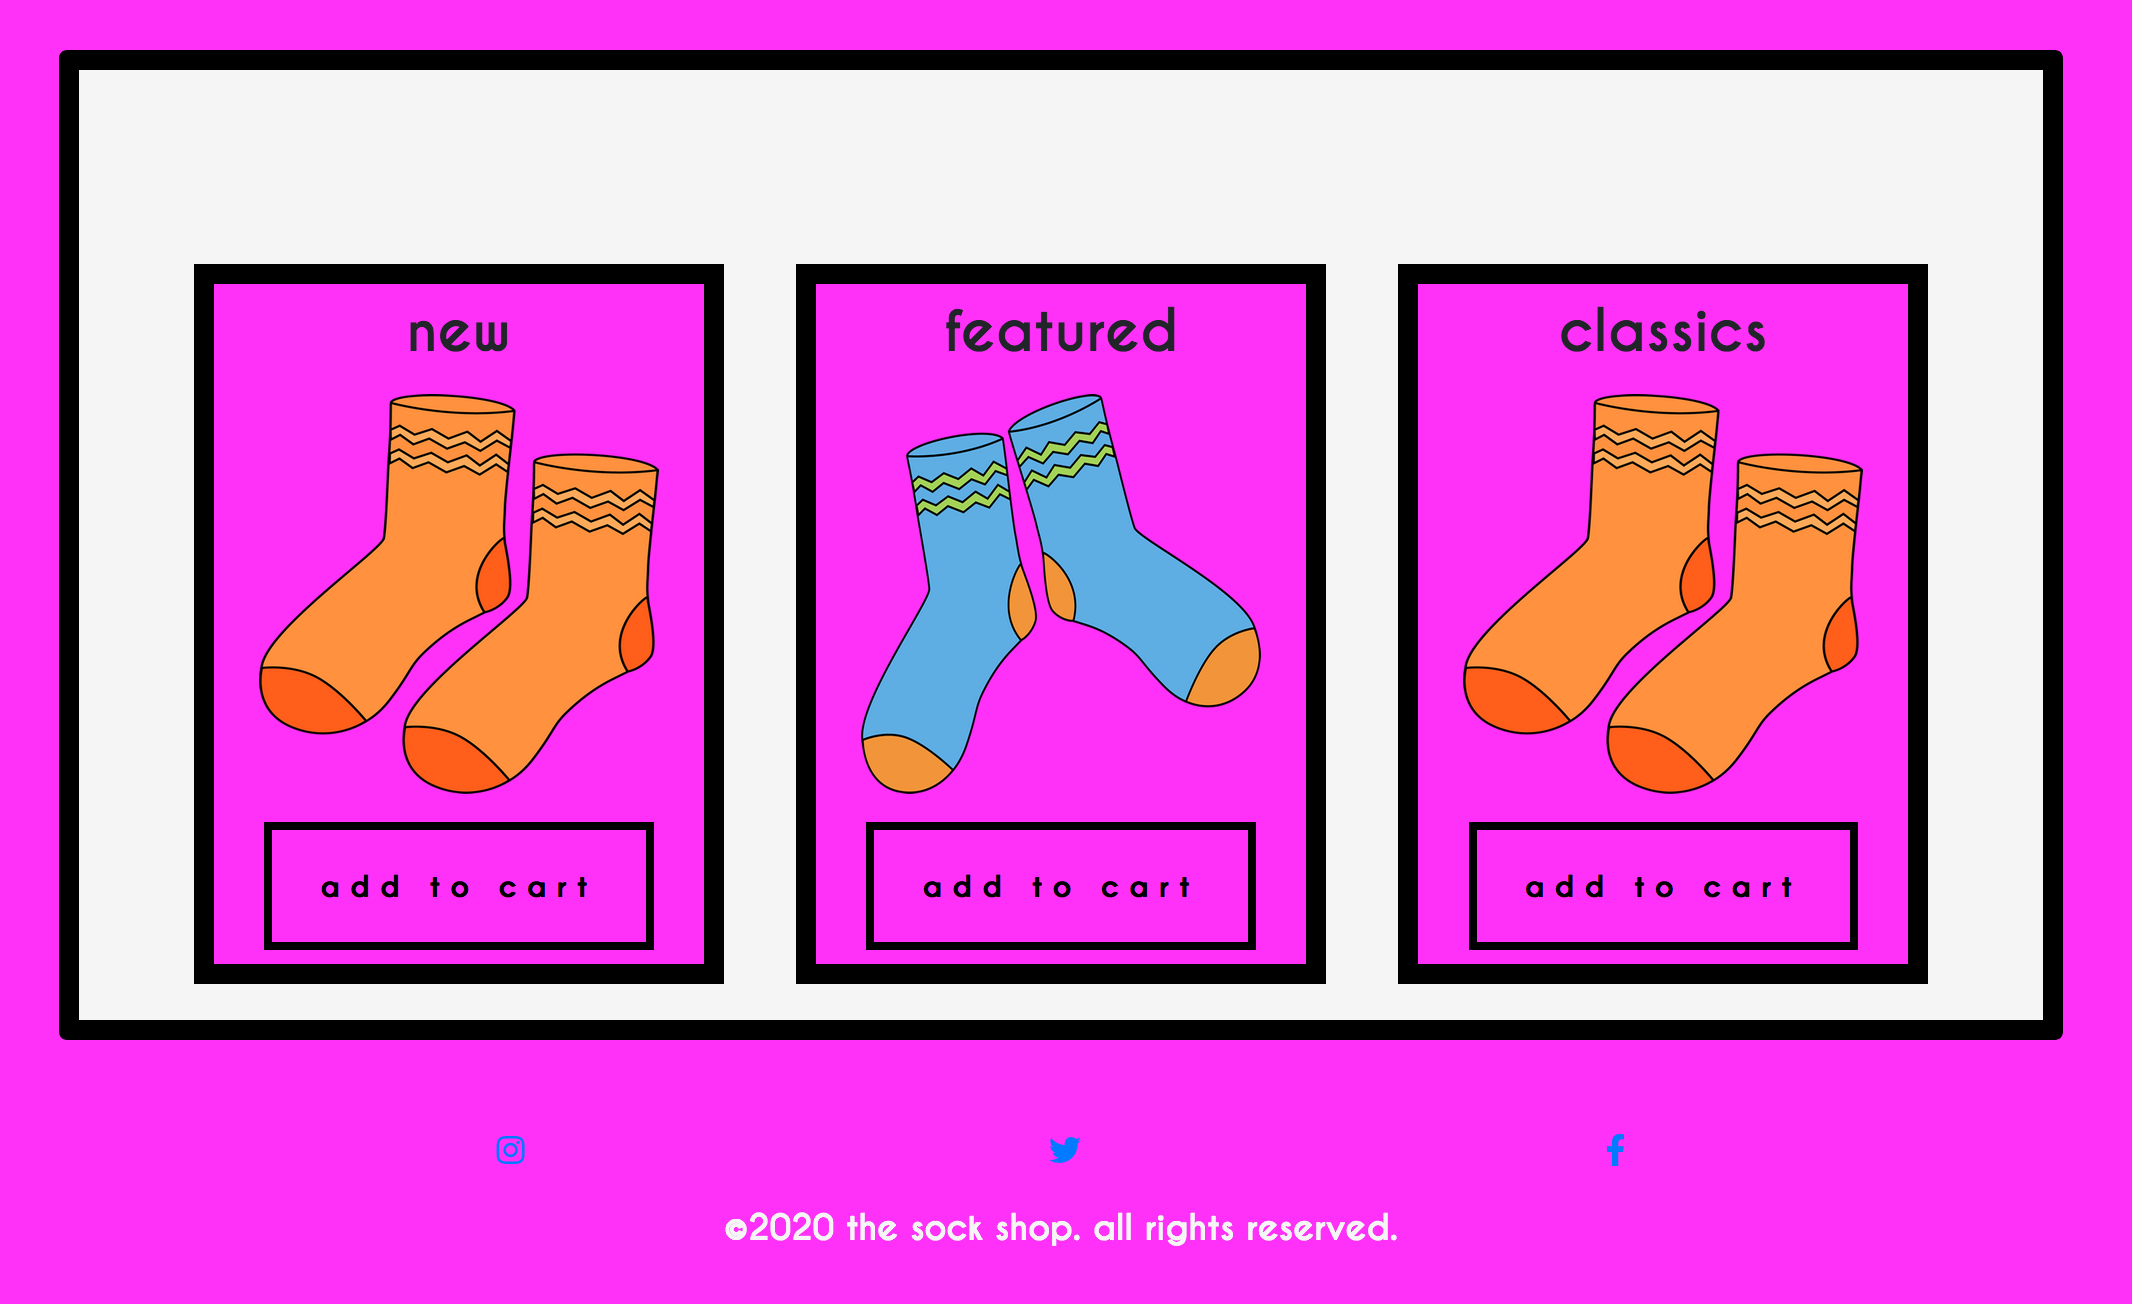 new
featured
classics
add to cart
add to cart
add to cart
©2020 the sock shop. all rights reserved.